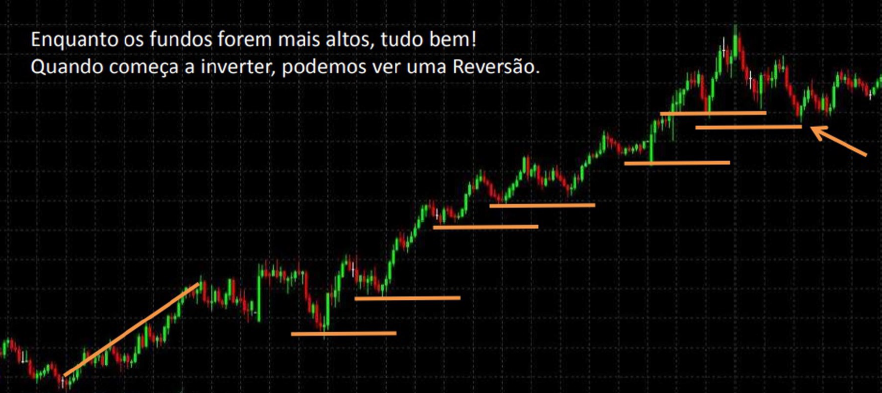 Enquanto os fundos forem mais altos, tudo bem!
Quando começa a inverter, podemos ver uma Reversão.